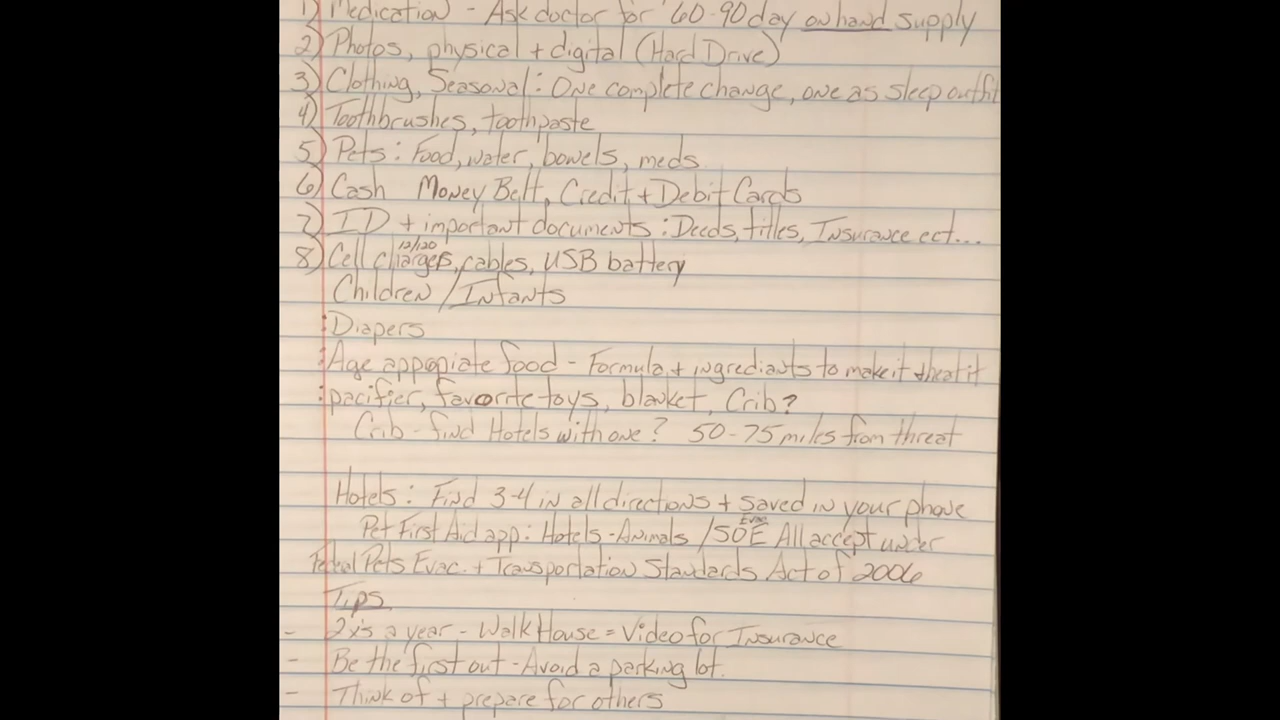 1) Medication - Ask doctor for 60-90 day on hand supply
2) Photos, physical + digital (Hard Drive)
3) Clothing, Seasonal: One complete change, one as sleep outfit
4) Toothbrushes, toothpaste
5) Pets: Food, water, bowels, meds
6) Cash Money Belt, Credit + Debit Cards
7) ID + important documents: Deeds, titles, Insurance ect...
12/120
8) Cell chargers, cables, USB battery
Children / Infants
: Diapers
: Age appopiate food - Formula + ingrediants to make it + heat it
: pacifier, favorite toys, blanket, Crib?
Crib - find Hotels with one? 50-75 miles from threat
Hotels: Find 3-4 in all directions + saved in your phone
Evac
Pet First Aid app: Hotels-Animals / SOE All accept under
Federal Pets Evac. + Transportation Standards Act of 2006
Tips
- 2x's a year - Walk House = Video for Insurance
- Be the first out - Avoid a parking lot.
- Think of + prepare for others